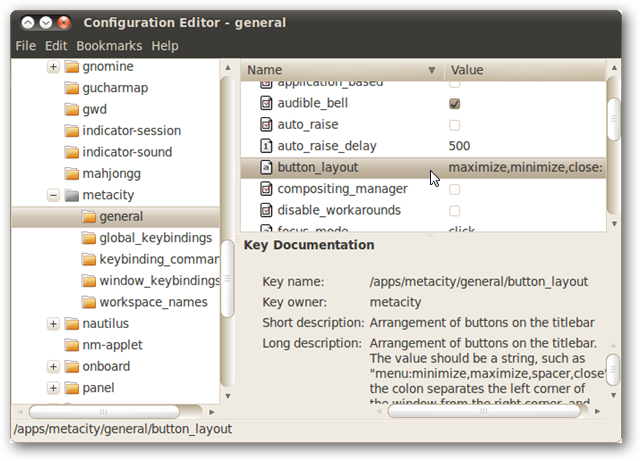 Configuration Editor - general
File Edit Bookmarks Help
gnomine
gucharmap
gwd
indicator-session
indicator-sound
mahjongg
metacity
general
global_keybindings
keybinding_comman
window_keybindings
workspace_names
nautilus
nm-applet
onboard
panel
Name Value
application_based
audible_bell
auto_raise
auto_raise_delay 500
button_layout maximize,minimize,close:
compositing_manager
disable_workarounds
focus_mode click
Key Documentation
Key name: /apps/metacity/general/button_layout
Key owner: metacity
Short description: Arrangement of buttons on the titlebar
Long description: Arrangement of buttons on the titlebar.
The value should be a string, such as
"menu:minimize,maximize,spacer,close"
the colon separates the left corner of
the window from the right corner, and
/apps/metacity/general/button_layout